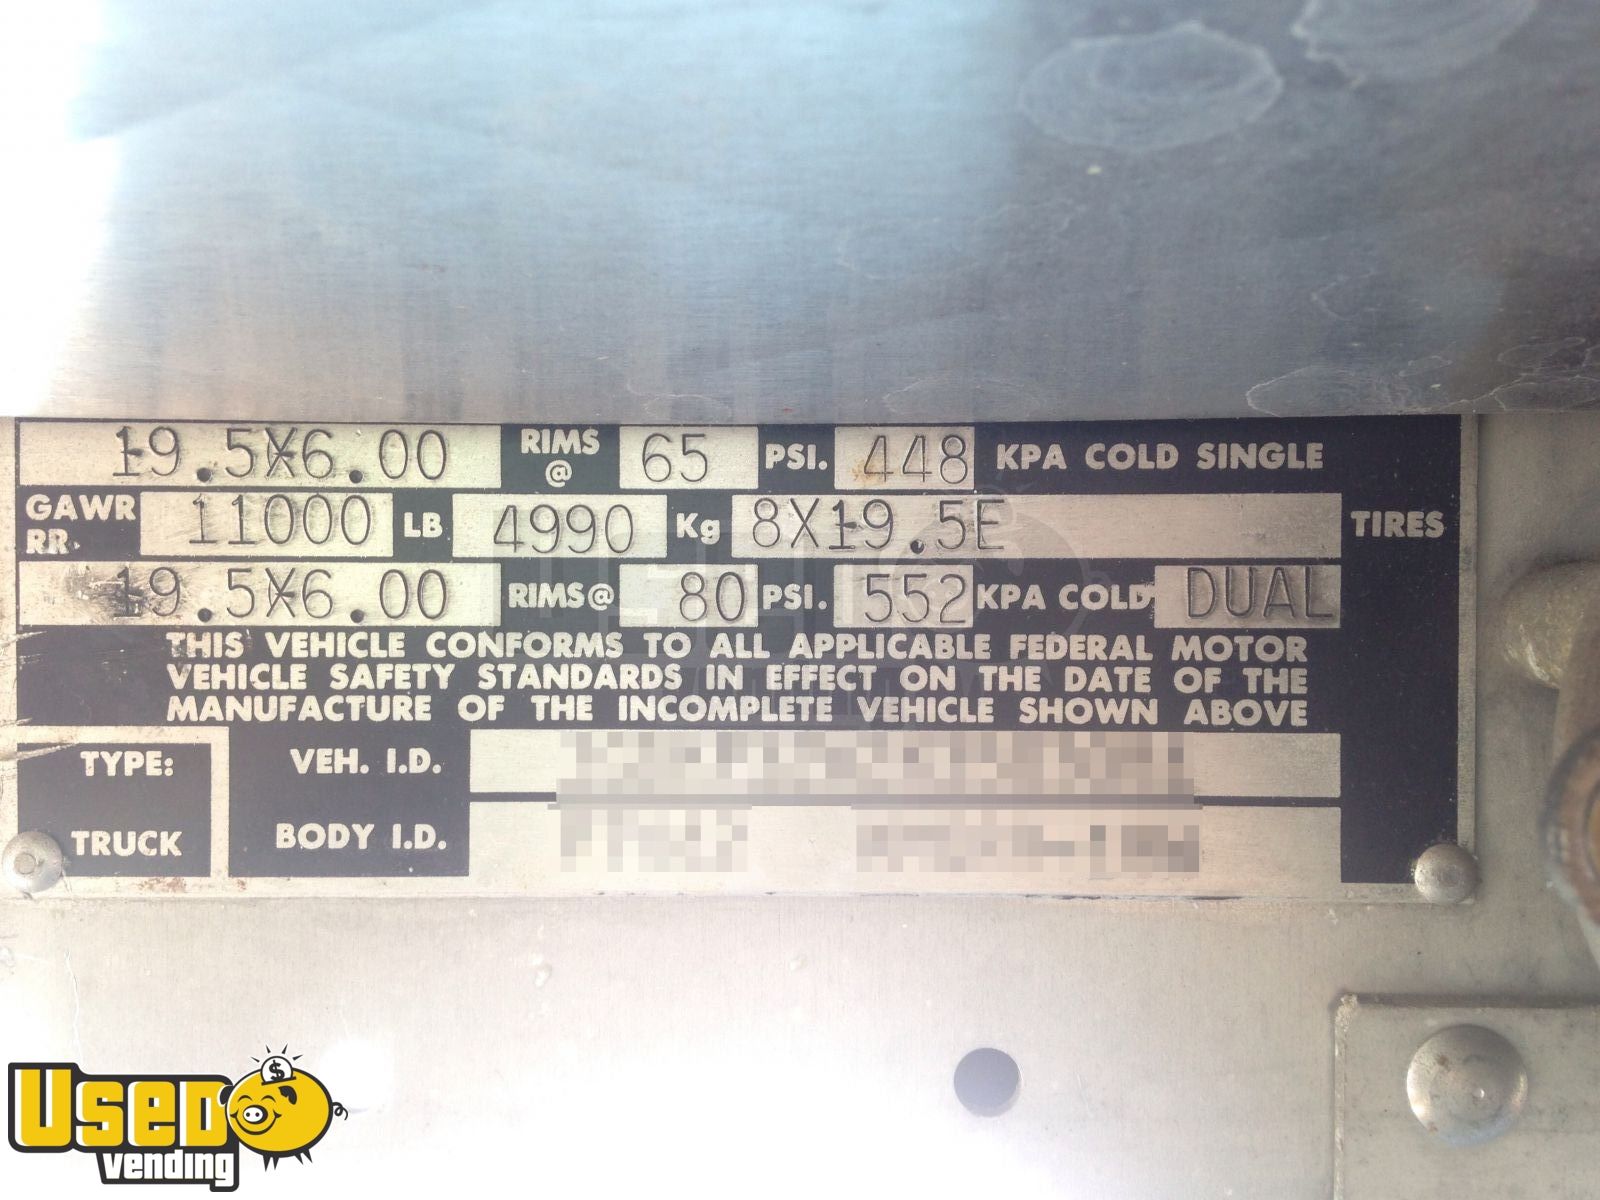 19.5X6.00 RIMS @ 65 PSI. 448 KPA COLD SINGLE
GAWR RR. 11000 LB 4990 Kg 8X19.5E TIRES
19.5X6.00 RIMS@ 80 PSI. 552 KPA COLD DUAL
THIS VEHICLE CONFORMS TO ALL APPLICABLE FEDERAL MOTOR
VEHICLE SAFETY STANDARDS IN EFFECT ON THE DATE OF THE
MANUFACTURE OF THE INCOMPLETE VEHICLE SHOWN ABOVE
TYPE: VEH. I.D.
TRUCK BODY I.D.
USED
vending